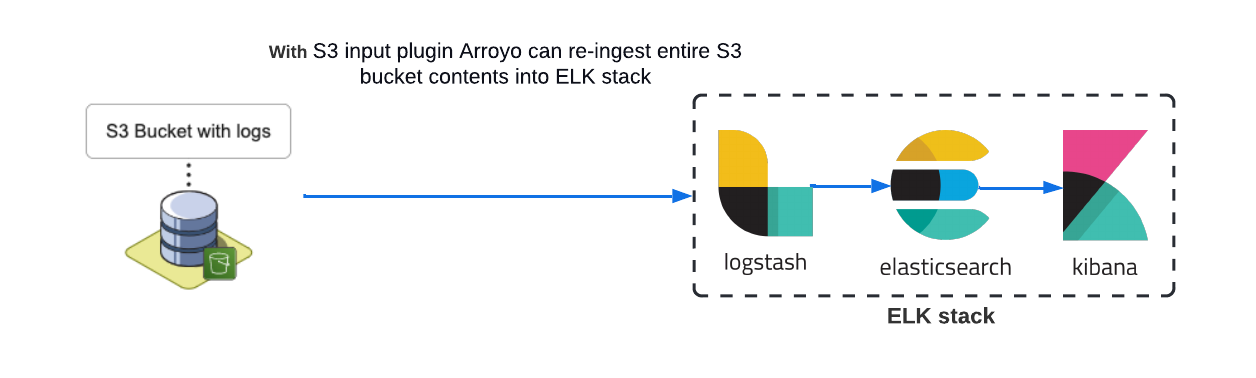 With S3 input plugin Arroyo can re-ingest entire S3
bucket contents into ELK stack
S3 Bucket with logs
logstash
elasticsearch
kibana
ELK stack